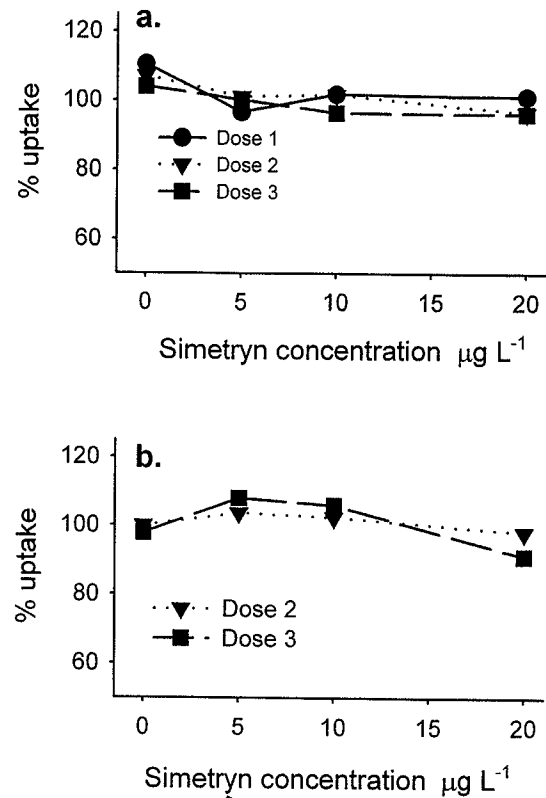 a.
120
100
80
60
% uptake
Dose 1
Dose 2
Dose 3
0 5 10 15 20
Simetryn concentration µg L-1
b.
120
100
80
60
% uptake
Dose 2
Dose 3
0 5 10 15 20
Simetryn concentration µg L-1